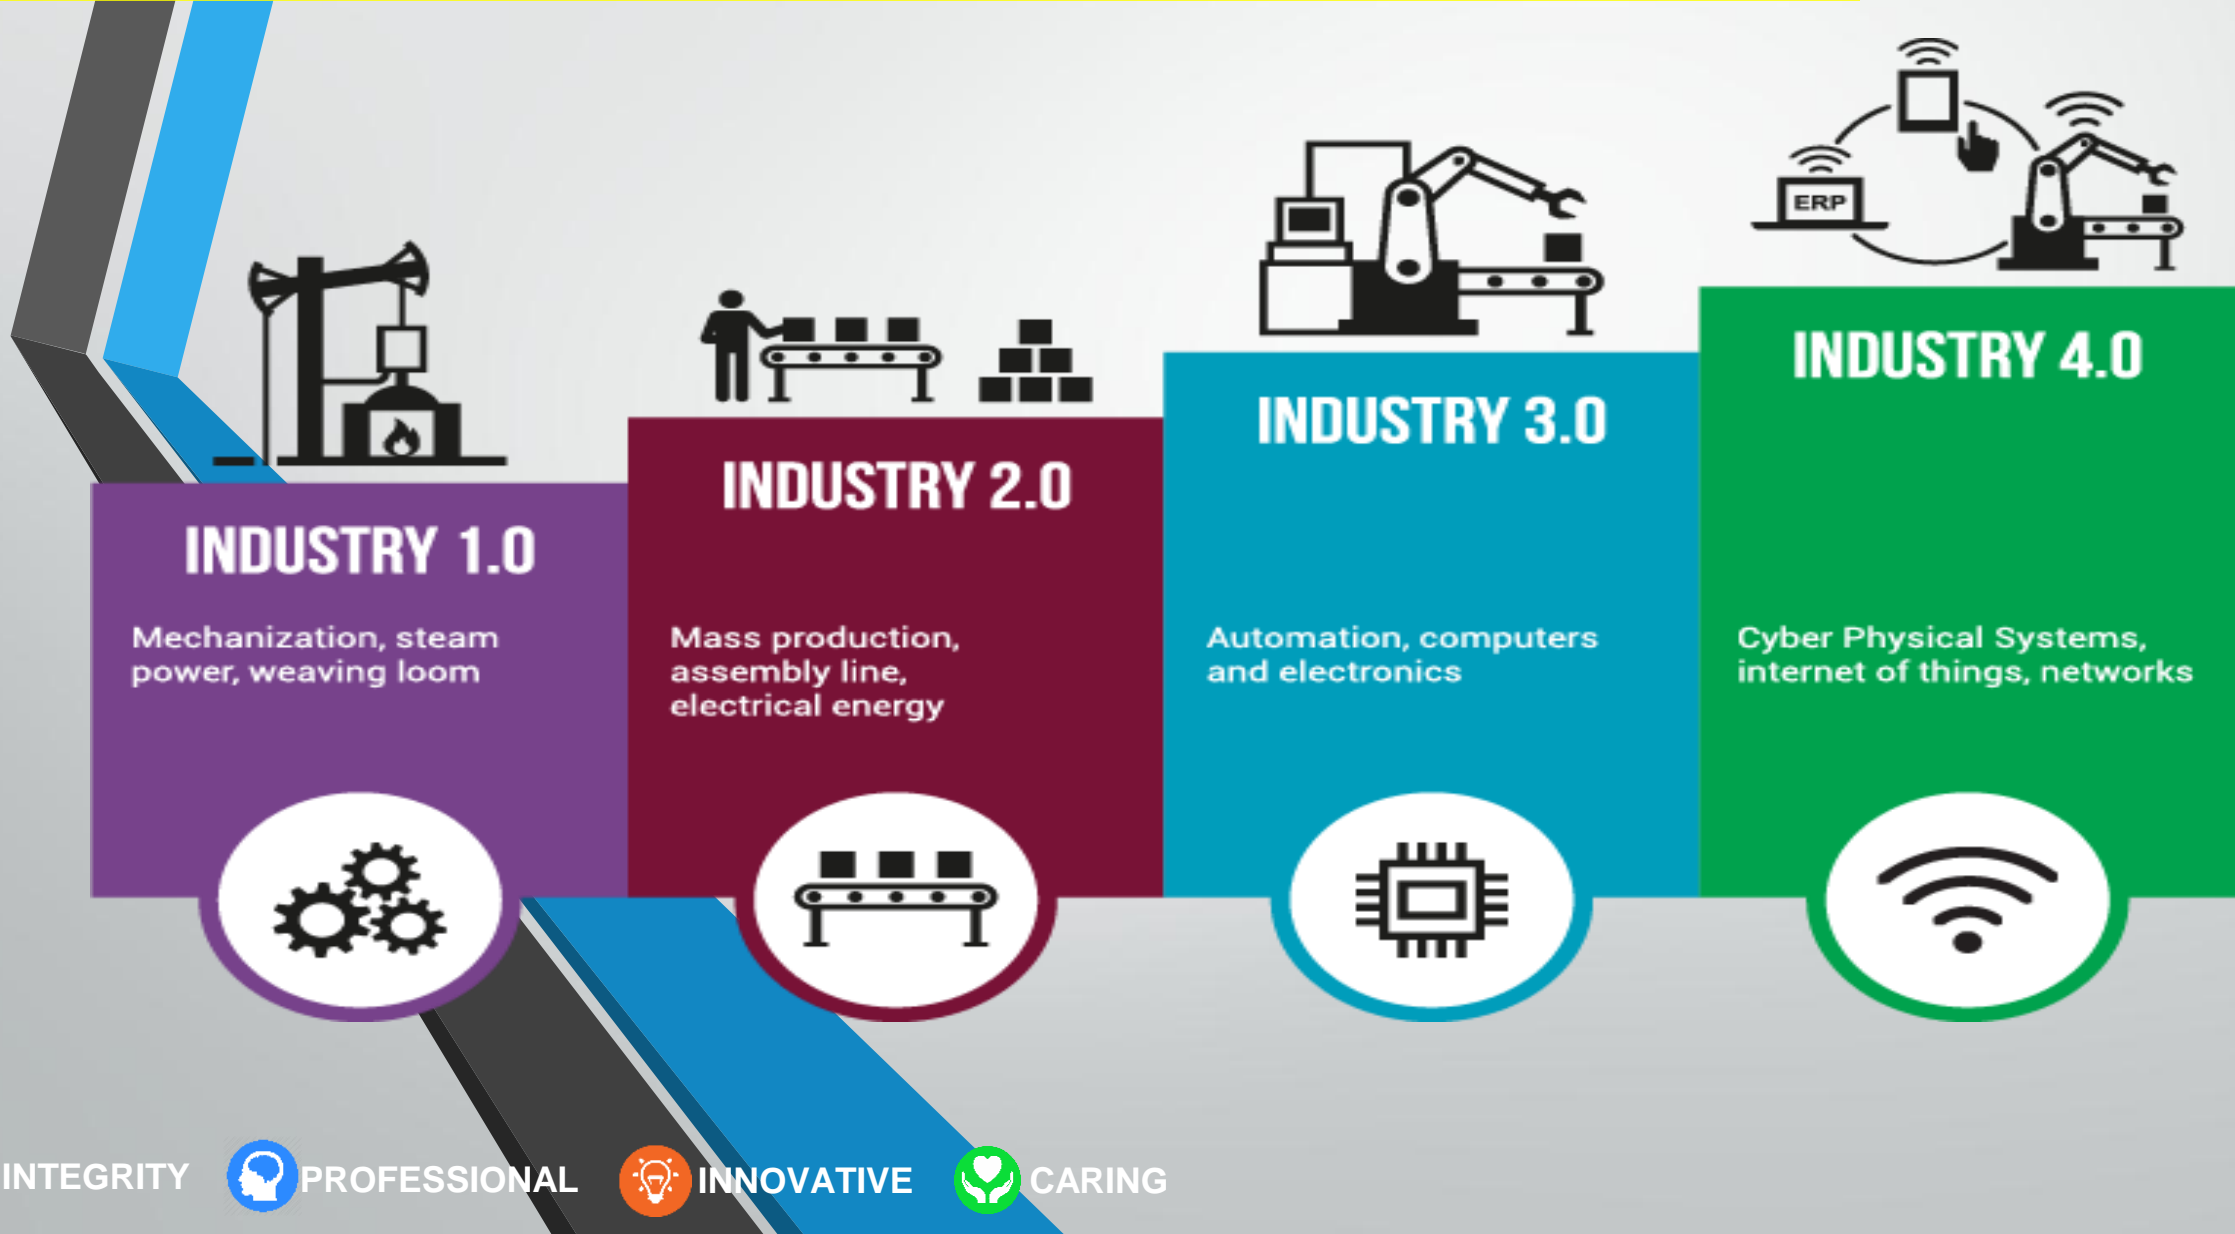 ERP
INDUSTRY 1.0
Mechanization, steam
power, weaving loom
INDUSTRY 2.0
Mass production,
assembly line,
electrical energy
INDUSTRY 3.0
Automation, computers
and electronics
INDUSTRY 4.0
Cyber Physical Systems,
internet of things, networks
INTEGRITY PROFESSIONAL INNOVATIVE CARING